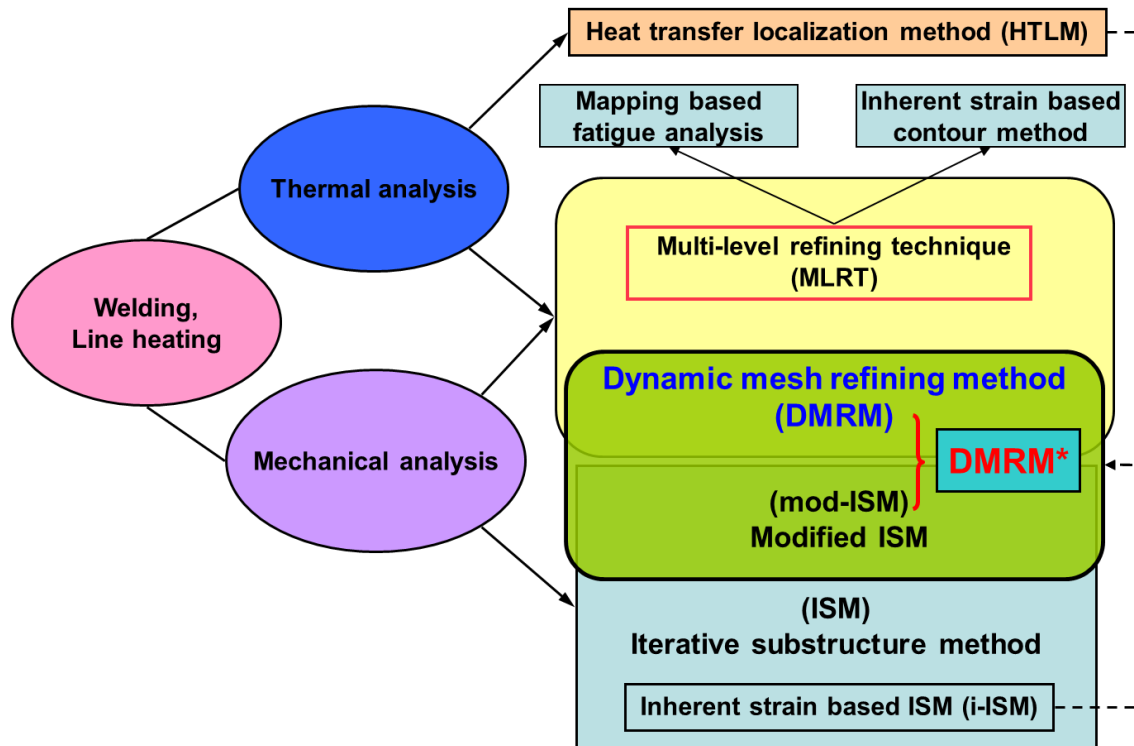 Heat transfer localization method (HTLM)
Mapping based
fatigue analysis
Inherent strain based
contour method
Thermal analysis
Multi-level refining technique
(MLRT)
Welding,
Line heating
Dynamic mesh refining method
(DMRM)
DMRM*
Mechanical analysis
(mod-ISM)
Modified ISM
(ISM)
Iterative substructure method
Inherent strain based ISM (i-ISM)